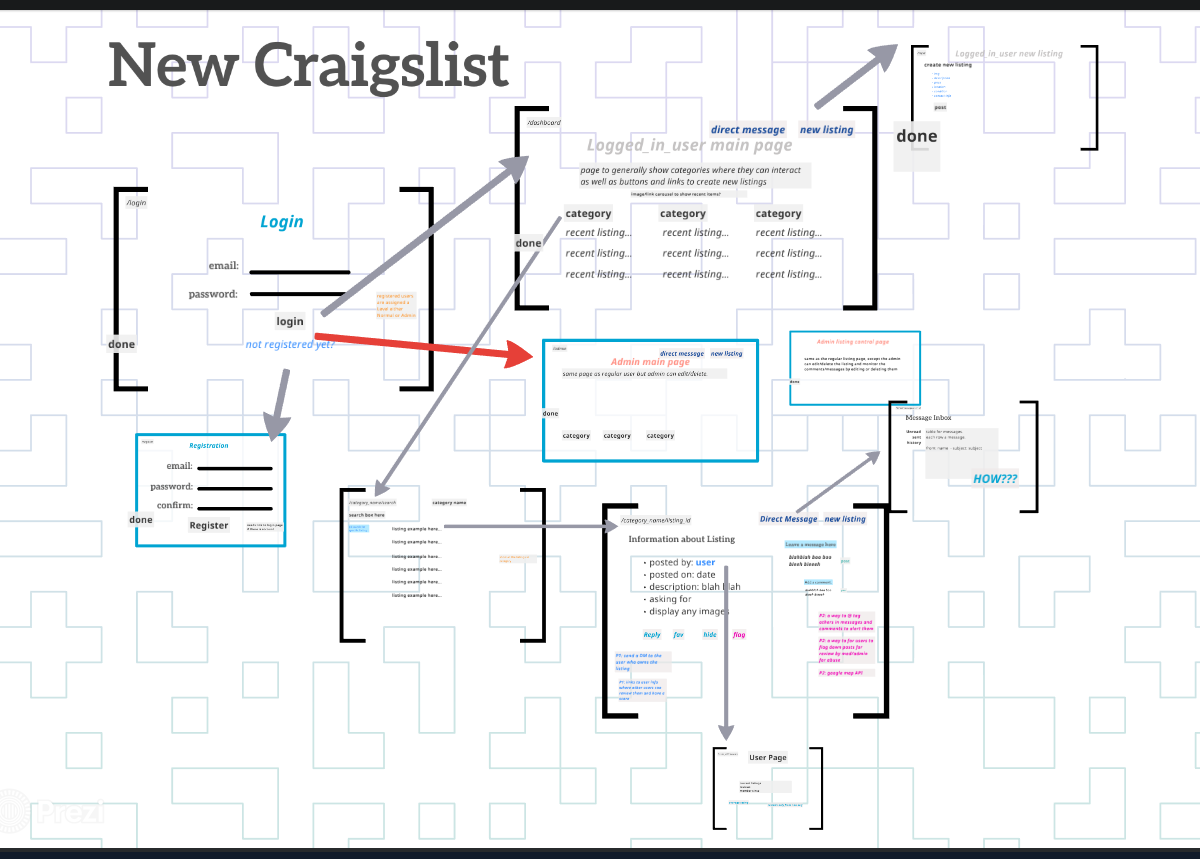 New Craigslist
/login
Login
email:
password:
login
not registered yet?
registered users
are assigned a
done
/dashboard
direct message
new listing
Logged_in_user main page
page to generally show categories where they can interact
as well as buttons and links to create new listings
image/link carousel to show recent items?
category category category
recent listing... recent listing... recent listing...
recent listing... recent listing... recent listing...
recent listing... recent listing... recent listing...
done
Logged_in_user new listing
create new listing
post
done
direct message
new listing
Admin main page
same page as regular user but admin can edit/delete.
done
category category category
Admin listing control page
same as the regular listing page, except the admin
can edit/delete the listing and monitor the
comments/messages by editing or deleting them
done
Registration
email:
password:
confirm:
Register
done
/category_name/search
category name
search box here
listing example here...
listing example here...
listing example here...
listing example here...
listing example here...
listing example here...
Message Inbox
Unread
sent
history
table for messages
each row a message
from: name - subject: subject
HOW???
/category_name/listing_id
Direct Message
new listing
Information about Listing
• posted by: user
• posted on: date
• description: blah blah
• asking for
• display any images
Reply fav hide flag
Leave a message here
blahblah boo boo
post
P2: a way to @ tag
others in messages and
comments to alert them
P2: a way for users to
flag down posts for
review by mod/admin
for abuse
P2: google map API
P1: send a DM to the
user who owns the
listing
P1: links to user info
where other users can
User Page
Prezi